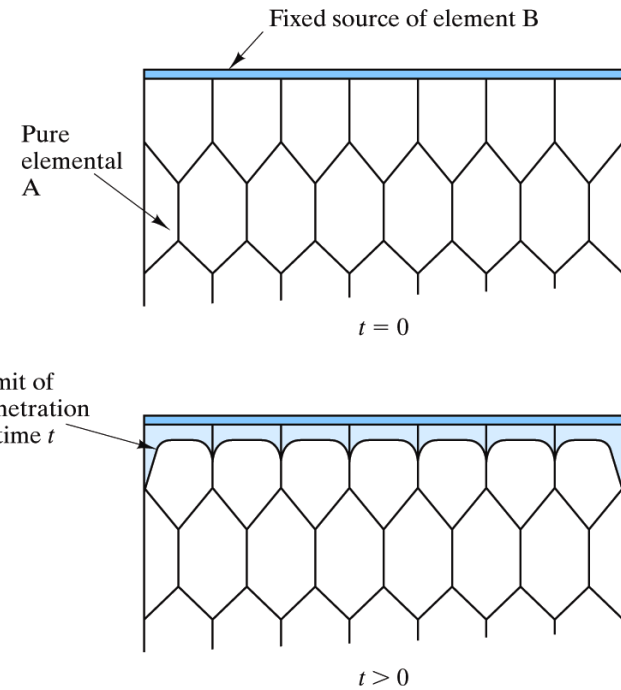 Fixed source of element B
Pure
elemental
A
t = 0
mit of
netration
time t
t > 0